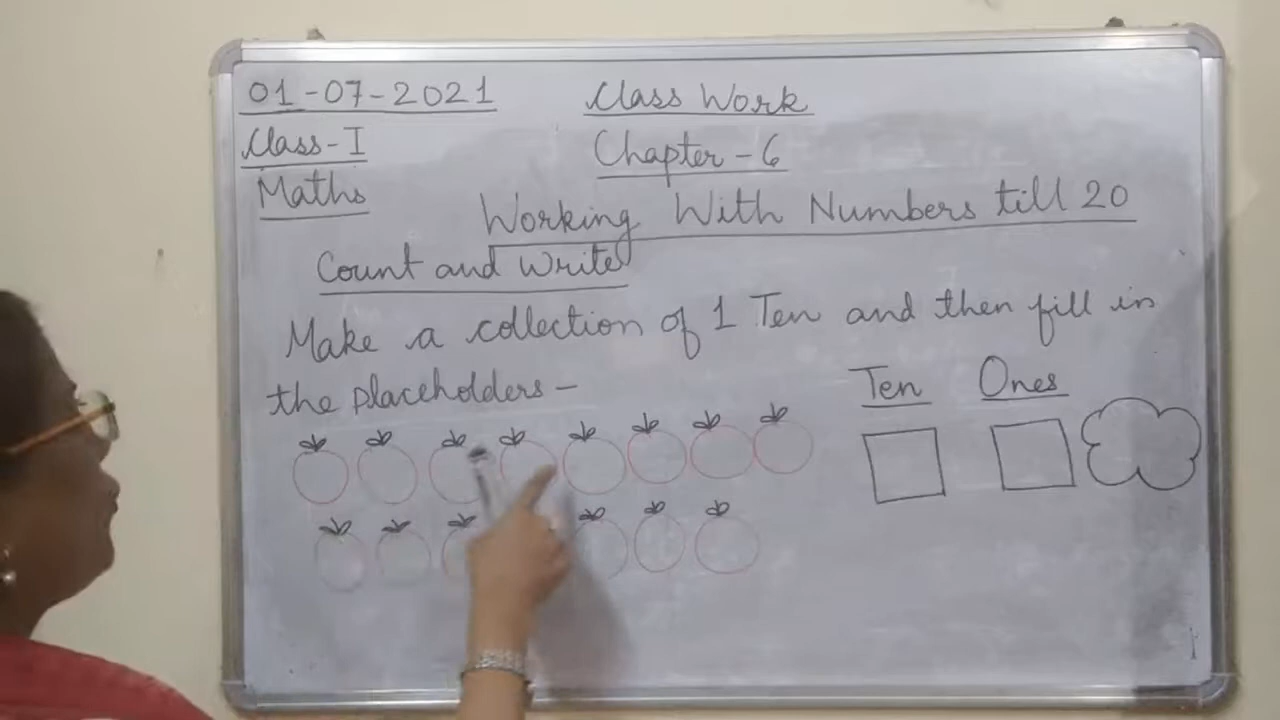 01-07-2021 Class Work
Class-I Chapter-6
Maths
Working With Numbers till 20
Count and Write
Make a collection of 1 Ten and then fill in
the placeholders -
Ten Ones